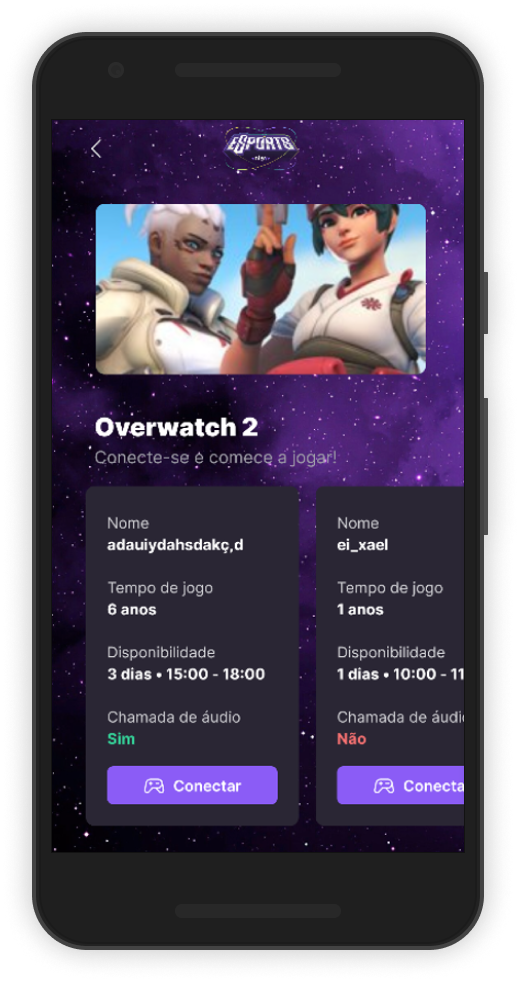 eSPORTS
Overwatch 2
Conecte-se e comece a jogar!
Nome
adauiydahsdakç,d
Tempo de jogo
6 anos
Disponibilidade
3 dias • 15:00 - 18:00
Chamada de áudio
Sim
Conectar
Nome
ei_xael
Tempo de jogo
1 anos
Disponibilidade
1 dias • 10:00 - 11
Chamada de áudi
Não
Conecta